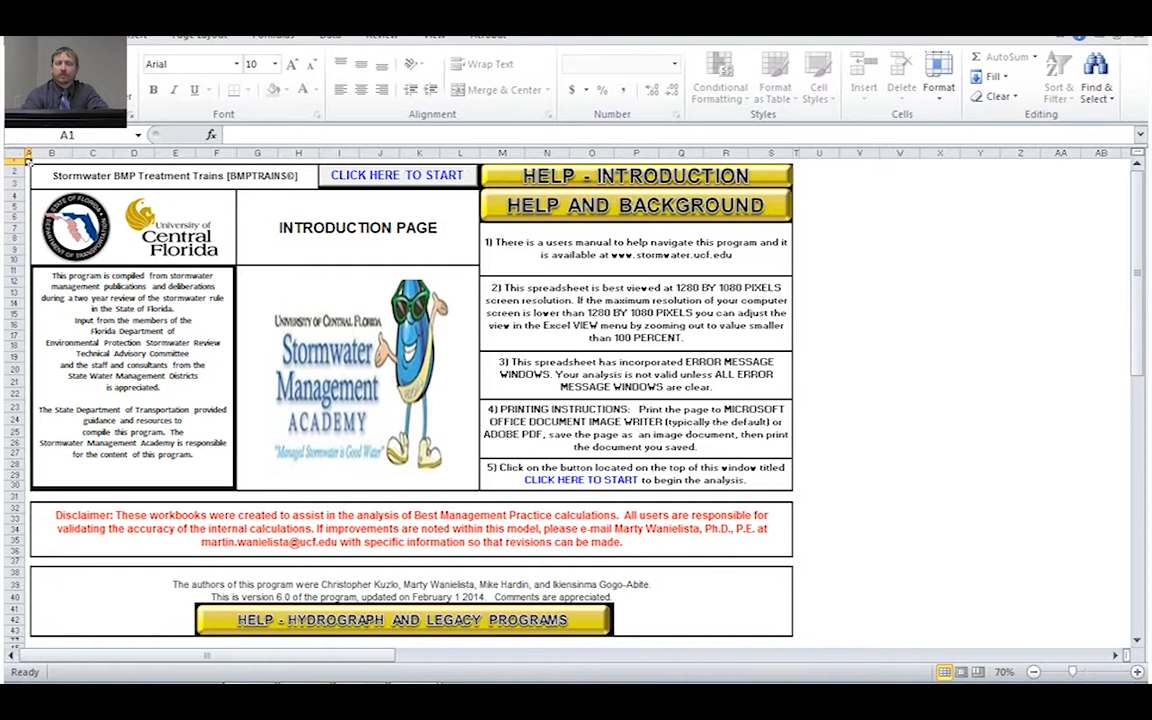 Page Layout Formulas Data Review View Acrobat
Arial 10 A A Wrap Text AutoSum
Fill
B I U A Merge & Center $ % , Conditional Formatting Format as Table Cell Styles Insert Delete Format Clear Sort & Filter Find & Select
Font Alignment Number Styles Cells Editing
A1 fx
A B C D E F G H I J K L M N O P Q R S T U V W X Y Z AA AB
Stormwater BMP Treatment Trains [BMPTRAINS©]
CLICK HERE TO START
HELP - INTRODUCTION
HELP AND BACKGROUND
University of
Central
Florida
INTRODUCTION PAGE
1) There is a users manual to help navigate this program and it
is available at www.stormwater.ucf.edu
This program is compiled from stormwater
management publications and deliberations
during a two year review of the stormwater rule
in the State of Florida.
Input from the members of the
Florida Department of
Environmental Protection Stormwater Review
Technical Advisory Committee
and the staff and consultants from the
State Water Management Districts
is appreciated.
The State Department of Transportation provided
guidance and resources to
compile this program. The
Stormwater Management Academy is responsible
for the content of this program.
UNIVERSITY OF CENTRAL FLORIDA
Stormwater
Management
ACADEMY
"Managed Stormwater is Good Water"
2) This spreadsheet is best viewed at 1280 BY 1080 PIXELS
screen resolution. If the maximum resolution of your computer
screen is lower than 1280 BY 1080 PIXELS you can adjust the
view in the Excel VIEW menu by zooming out to value smaller
than 100 PERCENT.
3) This spreadsheet has incorporated ERROR MESSAGE
WINDOWS. Your analysis is not valid unless ALL ERROR
MESSAGE WINDOWS are clear.
4) PRINTING INSTRUCTIONS: Print the page to MICROSOFT
OFFICE DOCUMENT IMAGE WRITER (typically the default) or
ADOBE PDF, save the page as an image document, then print
the document you saved.
5) Click on the button located on the top of this window titled
CLICK HERE TO START to begin the analysis.
Disclaimer: These workbooks were created to assist in the analysis of Best Management Practice calculations. All users are responsible for
validating the accuracy of the internal calculations. If improvements are noted within this model, please e-mail Marty Wanielista, Ph.D., P.E. at
martin.wanielista@ucf.edu with specific information so that revisions can be made.
The authors of this program were Christopher Kuzlo, Marty Wanielista, Mike Hardin, and Ikiensinma Gogo-Abite.
This is version 6.0 of the program, updated on February 1 2014. Comments are appreciated.
HELP - HYDROGRAPH AND LEGACY PROGRAMS
Ready 70%